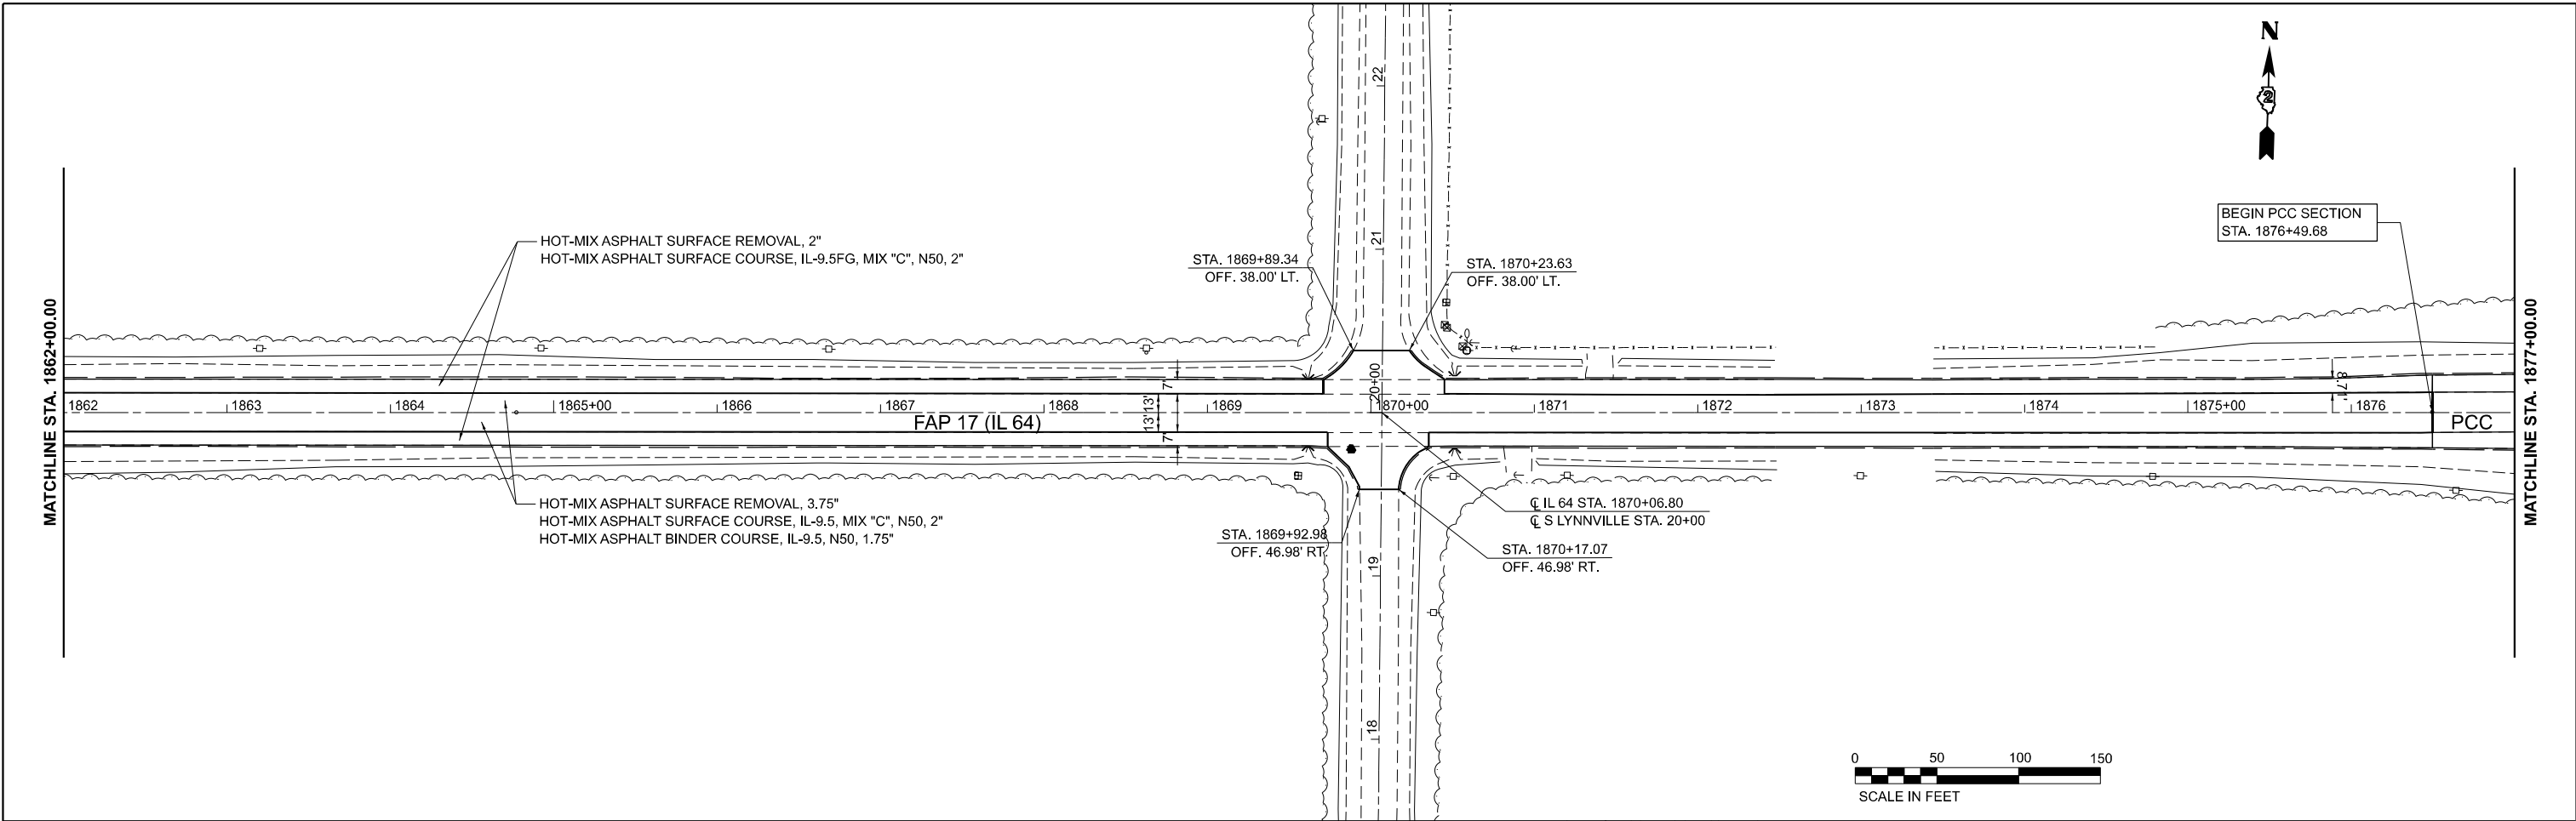 N
2
22
21
BEGIN PCC SECTION
STA. 1876+49.68
HOT-MIX ASPHALT SURFACE REMOVAL, 2"
HOT-MIX ASPHALT SURFACE COURSE, IL-9.5FG, MIX "C", N50, 2"
STA. 1869+89.34
OFF. 38.00' LT.
STA. 1870+23.63
OFF. 38.00' LT.
MATCHLINE STA. 1862+00.00
MATCHLINE STA. 1877+00.00
7'
20+00
8.71'
1862 1863 1864 1865+00 1866 1867 1868 1869 1870+00 1871 1872 1873 1874 1875+00 1876
13' 13'
FAP 17 (IL 64)
PCC
7'
HOT-MIX ASPHALT SURFACE REMOVAL, 3.75"
HOT-MIX ASPHALT SURFACE COURSE, IL-9.5, MIX "C", N50, 2"
HOT-MIX ASPHALT BINDER COURSE, IL-9.5, N50, 1.75"
℄ IL 64 STA. 1870+06.80
℄ S LYNNVILLE STA. 20+00
STA. 1869+92.98
OFF. 46.98' RT.
STA. 1870+17.07
OFF. 46.98' RT.
19
18
0 50 100 150
SCALE IN FEET